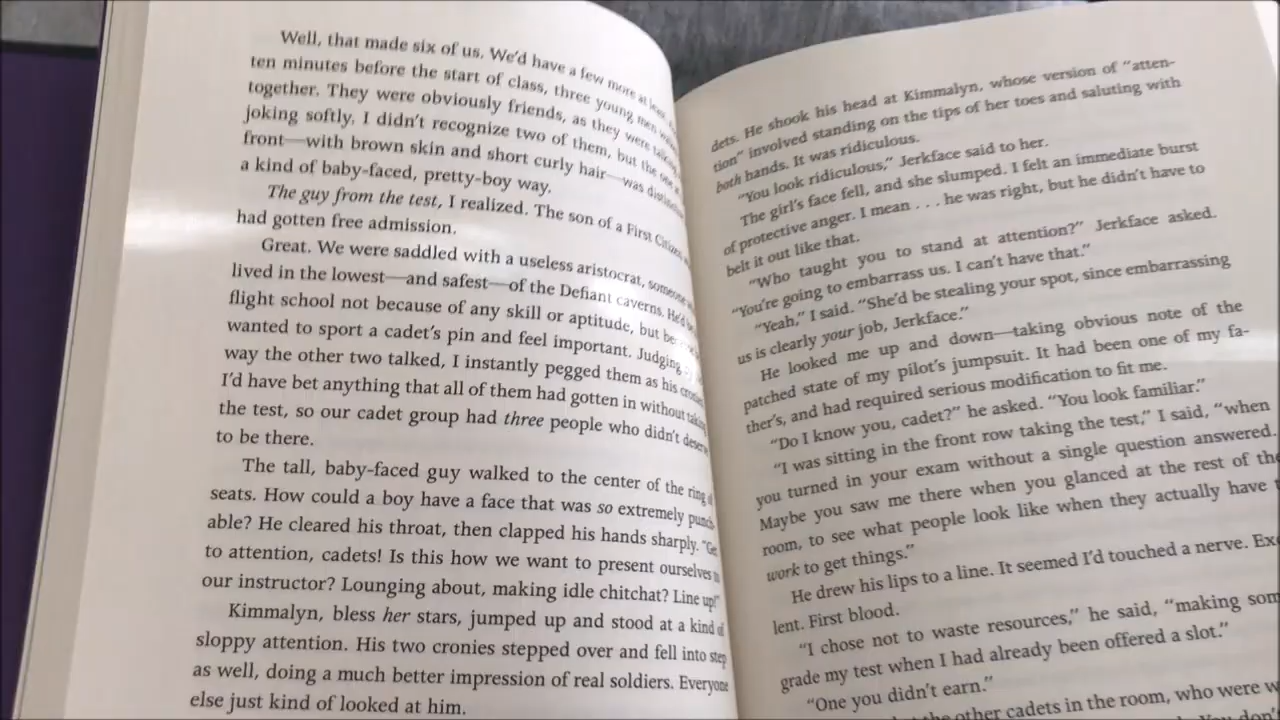 Well, that made six of us. We'd have a few more at least
ten minutes before the start of class, three young men
together. They were obviously friends, as they were talking
joking softly. I didn't recognize two of them, but the one
front—with brown skin and short curly hair—was
a kind of baby-faced, pretty-boy way.
The guy from the test, I realized. The son of a First Citizen
had gotten free admission.
Great. We were saddled with a useless aristocrat, someone
lived in the lowest—and safest—of the Defiant caverns. He'd
flight school not because of any skill or aptitude, but
wanted to sport a cadet's pin and feel important. Judging
way the other two talked, I instantly pegged them as his cronies
I'd have bet anything that all of them had gotten in without taking
the test, so our cadet group had three people who didn't deserve
to be there.
The tall, baby-faced guy walked to the center of the ring of
seats. How could a boy have a face that was so extremely punch-
able? He cleared his throat, then clapped his hands sharply. "Get
to attention, cadets! Is this how we want to present ourselves to
our instructor? Lounging about, making idle chitchat? Line up!"
Kimmalyn, bless her stars, jumped up and stood at a kind of
sloppy attention. His two cronies stepped over and fell into step
as well, doing a much better impression of real soldiers. Everyone
else just kind of looked at him.
dets. He shook his head at Kimmalyn, whose version of "atten-
tion" involved standing on the tips of her toes and saluting with
both hands. It was ridiculous.
"You look ridiculous," Jerkface said to her.
The girl's face fell, and she slumped. I felt an immediate burst
of protective anger. I mean . . . he was right, but he didn't have to
belt it out like that.
"Who taught you to stand at attention?" Jerkface asked.
"You're going to embarrass us. I can't have that."
"Yeah," I said. "She'd be stealing your spot, since embarrassing
us is clearly your job, Jerkface."
He looked me up and down—taking obvious note of the
patched state of my pilot's jumpsuit. It had been one of my fa-
ther's, and had required serious modification to fit me.
"Do I know you, cadet?" he asked. "You look familiar."
"I was sitting in the front row taking the test," I said, "when
you turned in your exam without a single question answered.
Maybe you saw me there when you glanced at the rest of the
room, to see what people look like when they actually have
work to get things."
He drew his lips to a line. It seemed I'd touched a nerve. Exc
lent. First blood.
"I chose not to waste resources," he said, "making som
grade my test when I had already been offered a slot."
"One you didn't earn."
the other cadets in the room, who were w